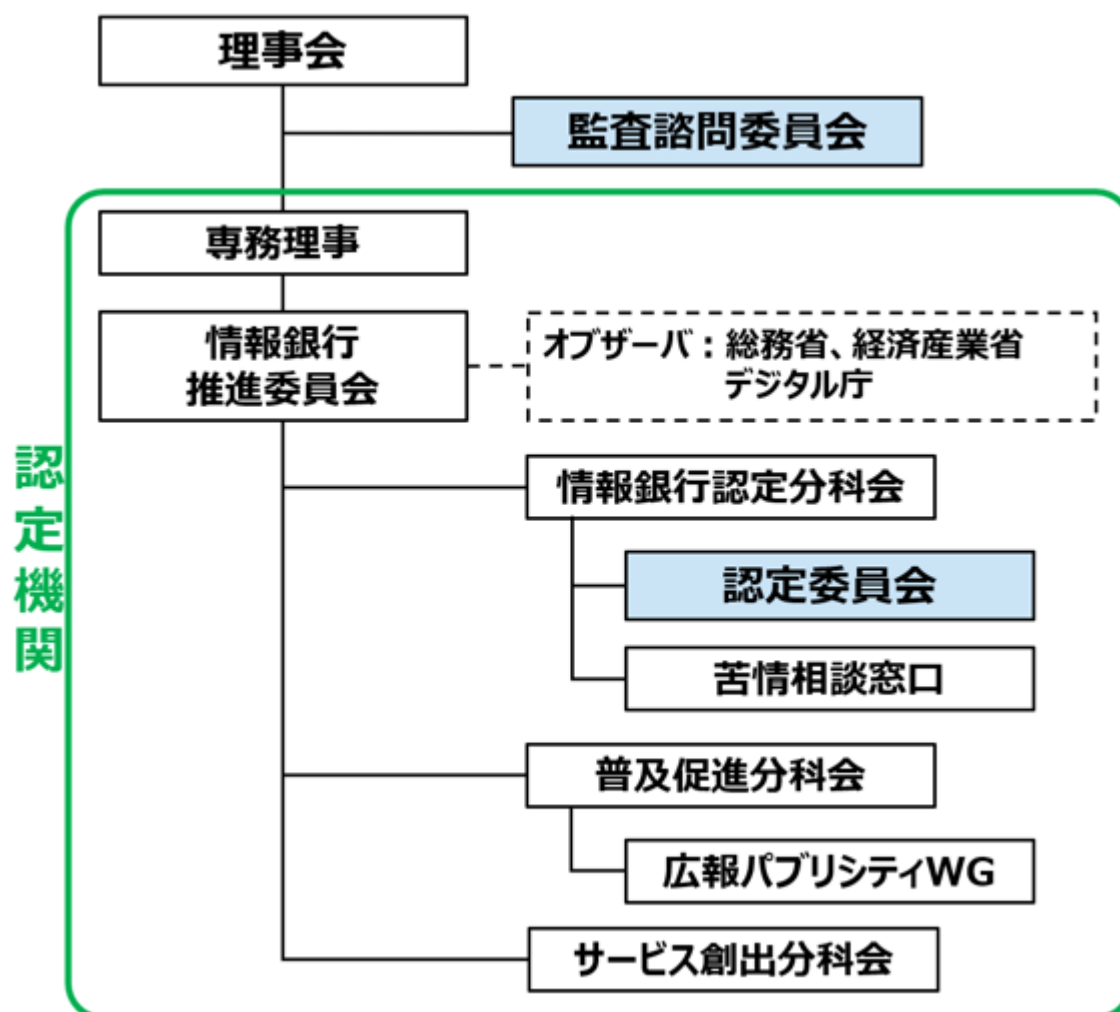 理事会
監査諮問委員会
専務理事
情報銀行
推進委員会
オブザーバ：総務省、経済産業省
デジタル庁
認定機関
情報銀行認定分科会
認定委員会
苦情相談窓口
普及促進分科会
広報パブリシティWG
サービス創出分科会